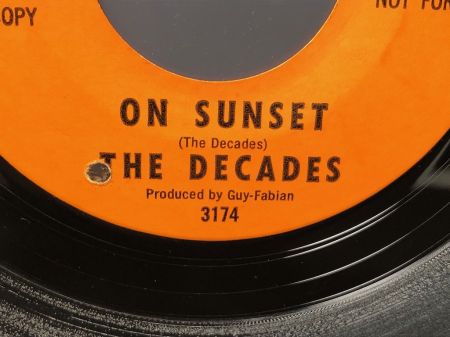 OPY
NOT FOR
ON SUNSET
(The Decades)
THE DECADES
Produced by Guy-Fabian
3174